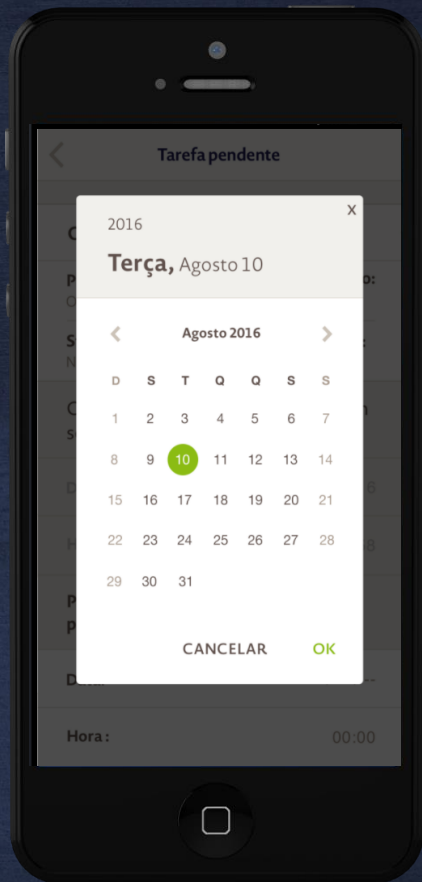 Tarefa pendente
2016
X
Terça, Agosto 10
Agosto 2016
D S T Q Q S S
1 2 3 4 5 6 7
8 9 10 11 12 13 14
15 16 17 18 19 20 21
22 23 24 25 26 27 28
29 30 31
CANCELAR OK
Hora: 00:00